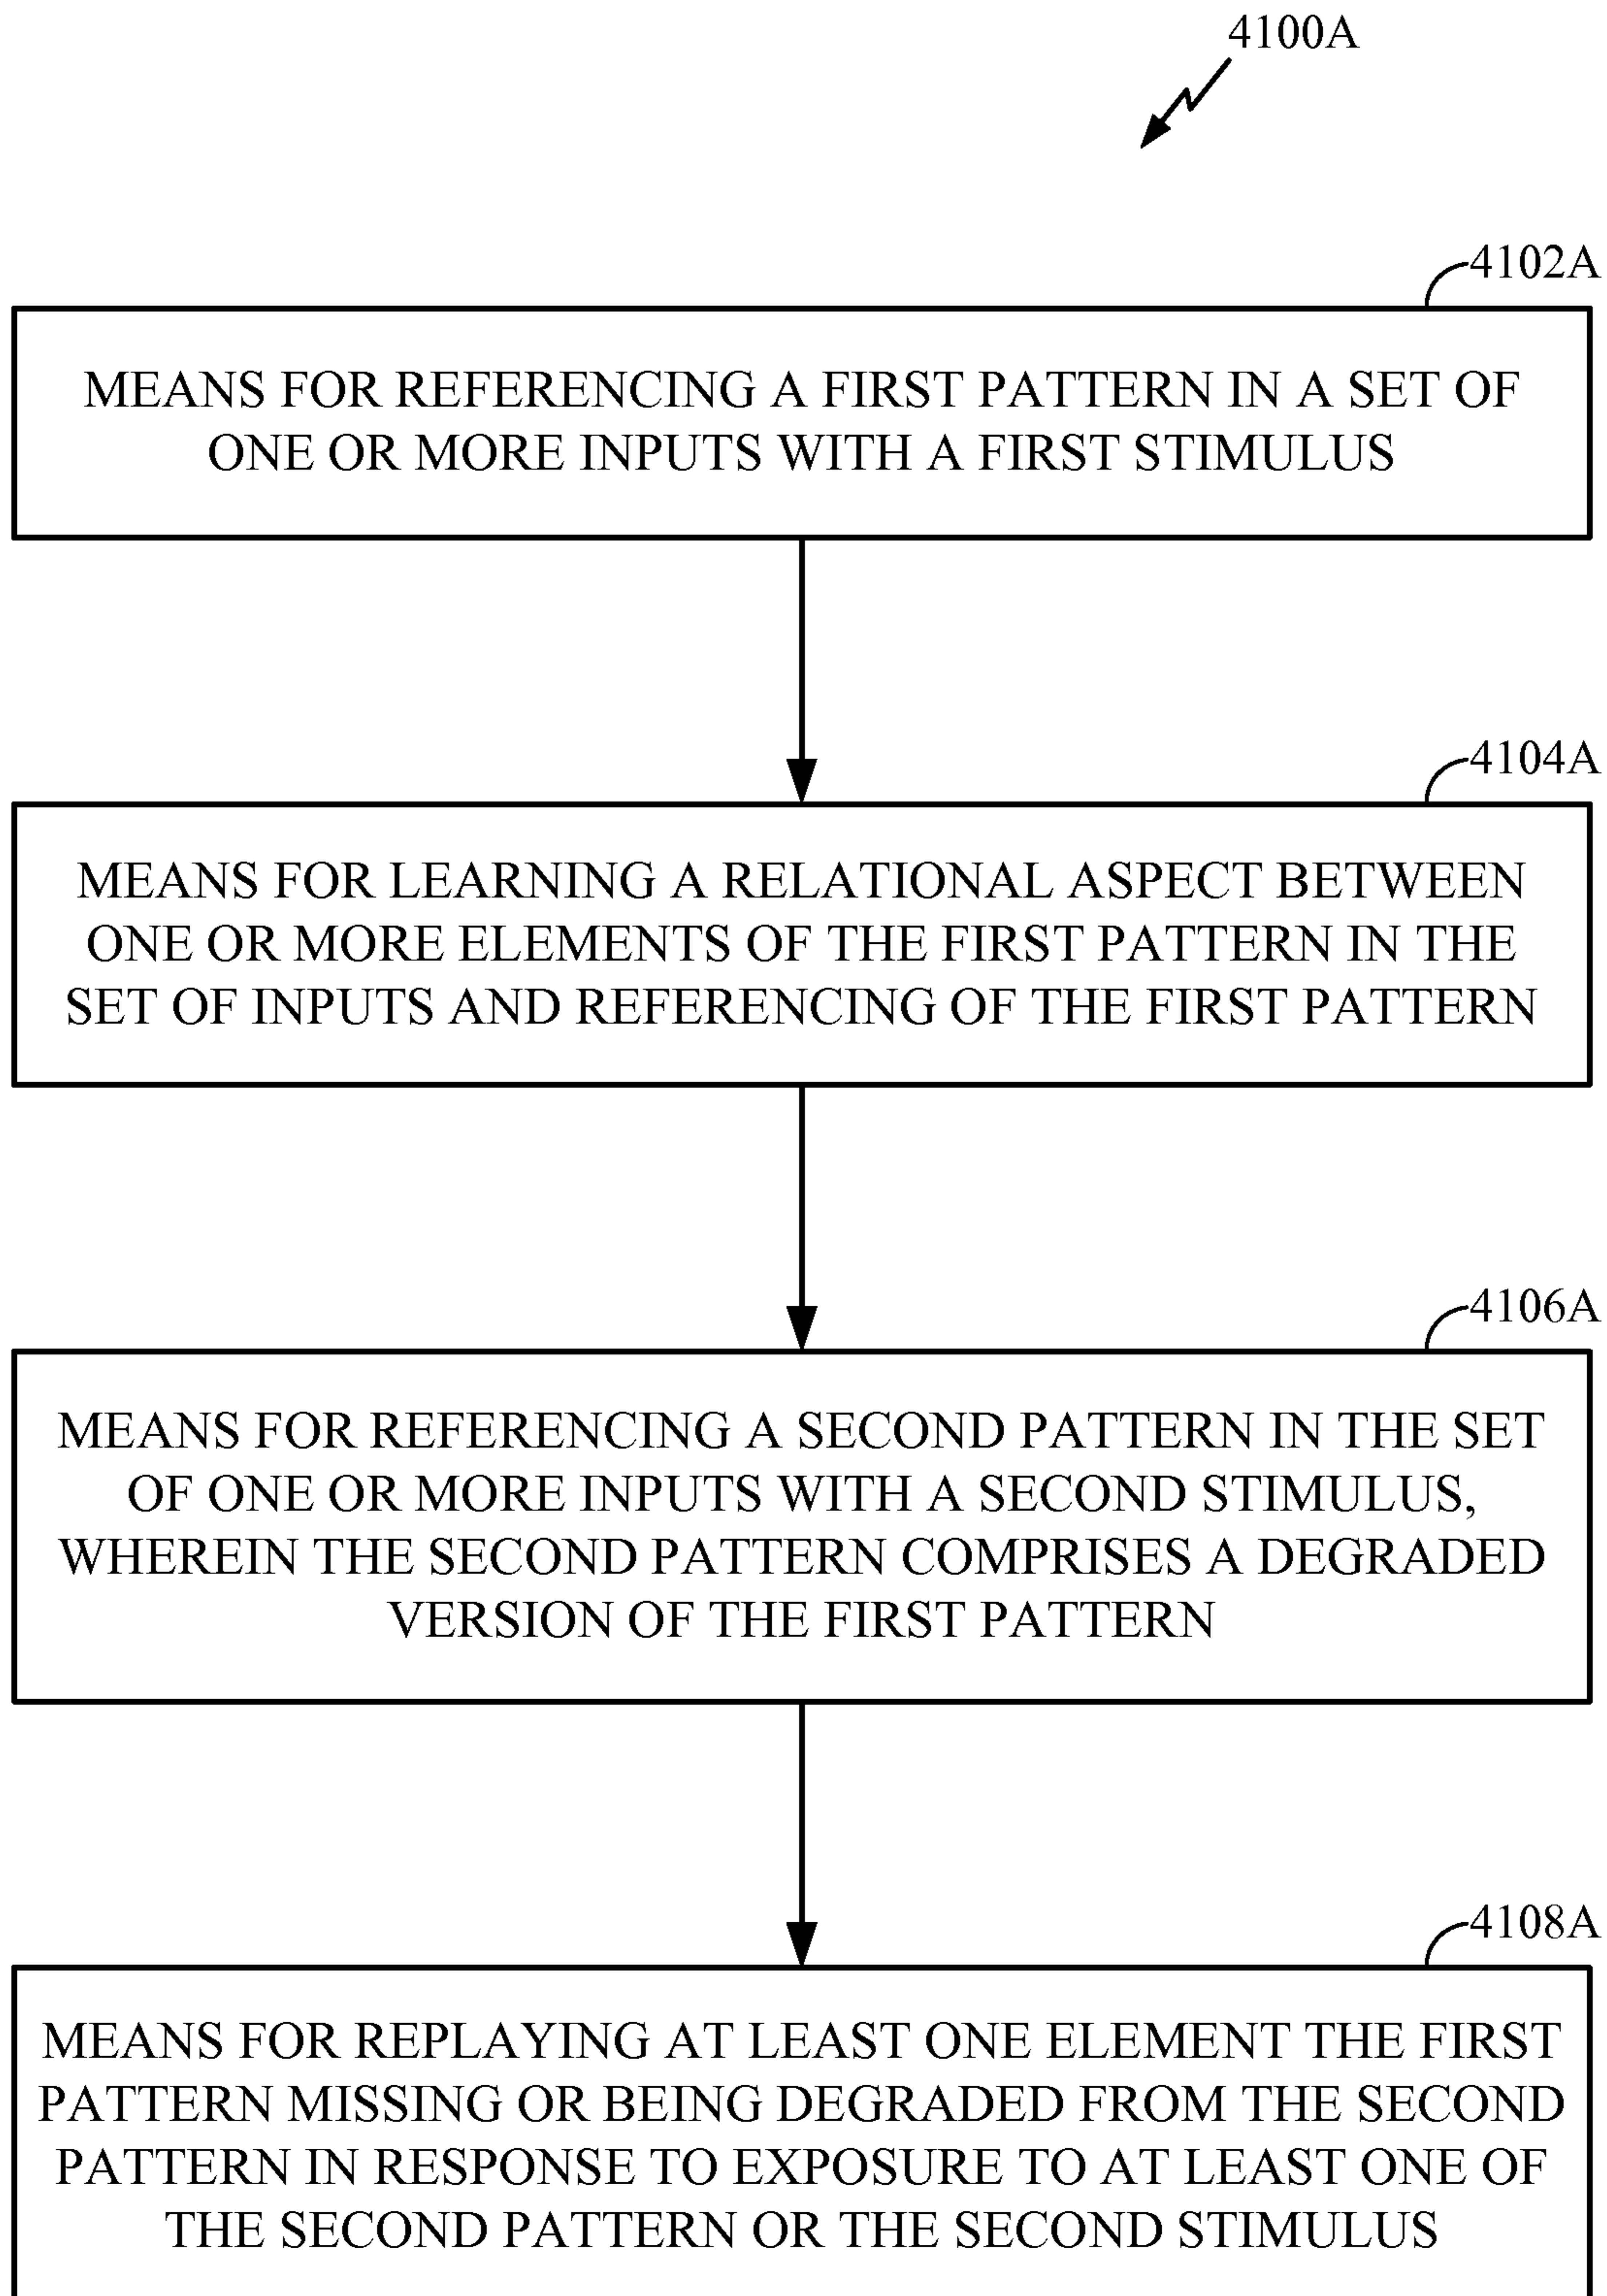 4100A
4102A
MEANS FOR REFERENCING A FIRST PATTERN IN A SET OF
ONE OR MORE INPUTS WITH A FIRST STIMULUS
4104A
MEANS FOR LEARNING A RELATIONAL ASPECT BETWEEN
ONE OR MORE ELEMENTS OF THE FIRST PATTERN IN THE
SET OF INPUTS AND REFERENCING OF THE FIRST PATTERN
4106A
MEANS FOR REFERENCING A SECOND PATTERN IN THE SET
OF ONE OR MORE INPUTS WITH A SECOND STIMULUS,
WHEREIN THE SECOND PATTERN COMPRISES A DEGRADED
VERSION OF THE FIRST PATTERN
4108A
MEANS FOR REPLAYING AT LEAST ONE ELEMENT THE FIRST
PATTERN MISSING OR BEING DEGRADED FROM THE SECOND
PATTERN IN RESPONSE TO EXPOSURE TO AT LEAST ONE OF
THE SECOND PATTERN OR THE SECOND STIMULUS